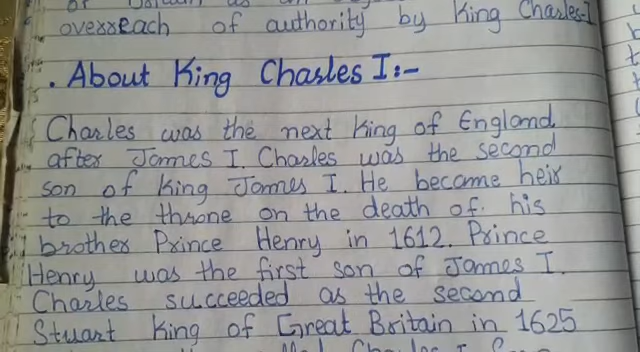 overreach of authority by King Charles-I
. About King Charles I:-
Charles was the next King of England
after James I. Charles was the second
son of King James I. He became heir
to the throne on the death of his
brother Prince Henry in 1612. Prince
Henry was the first son of James I.
Charles succeeded as the second
Stuart King of Great Britain in 1625